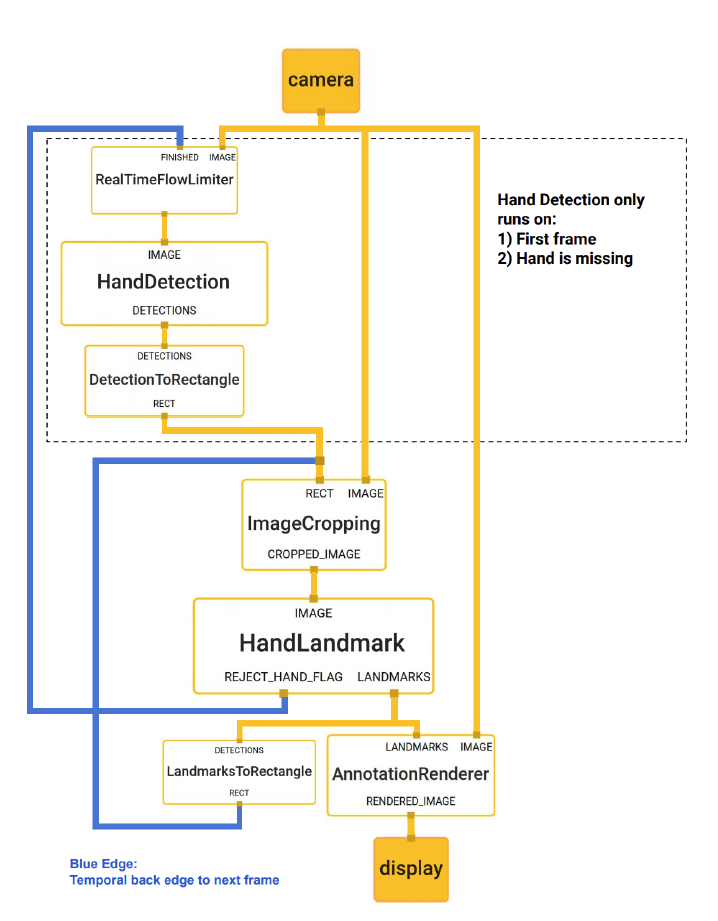 camera
FINISHED IMAGE
RealTimeFlowLimiter
Hand Detection only
runs on:
1) First frame
2) Hand is missing
IMAGE
HandDetection
DETECTIONS
DETECTIONS
DetectionToRectangle
RECT
RECT IMAGE
ImageCropping
CROPPED_IMAGE
IMAGE
HandLandmark
REJECT_HAND_FLAG LANDMARKS
DETECTIONS
LandmarksToRectangle
RECT
LANDMARKS IMAGE
AnnotationRenderer
RENDERED_IMAGE
display
Blue Edge:
Temporal back edge to next frame